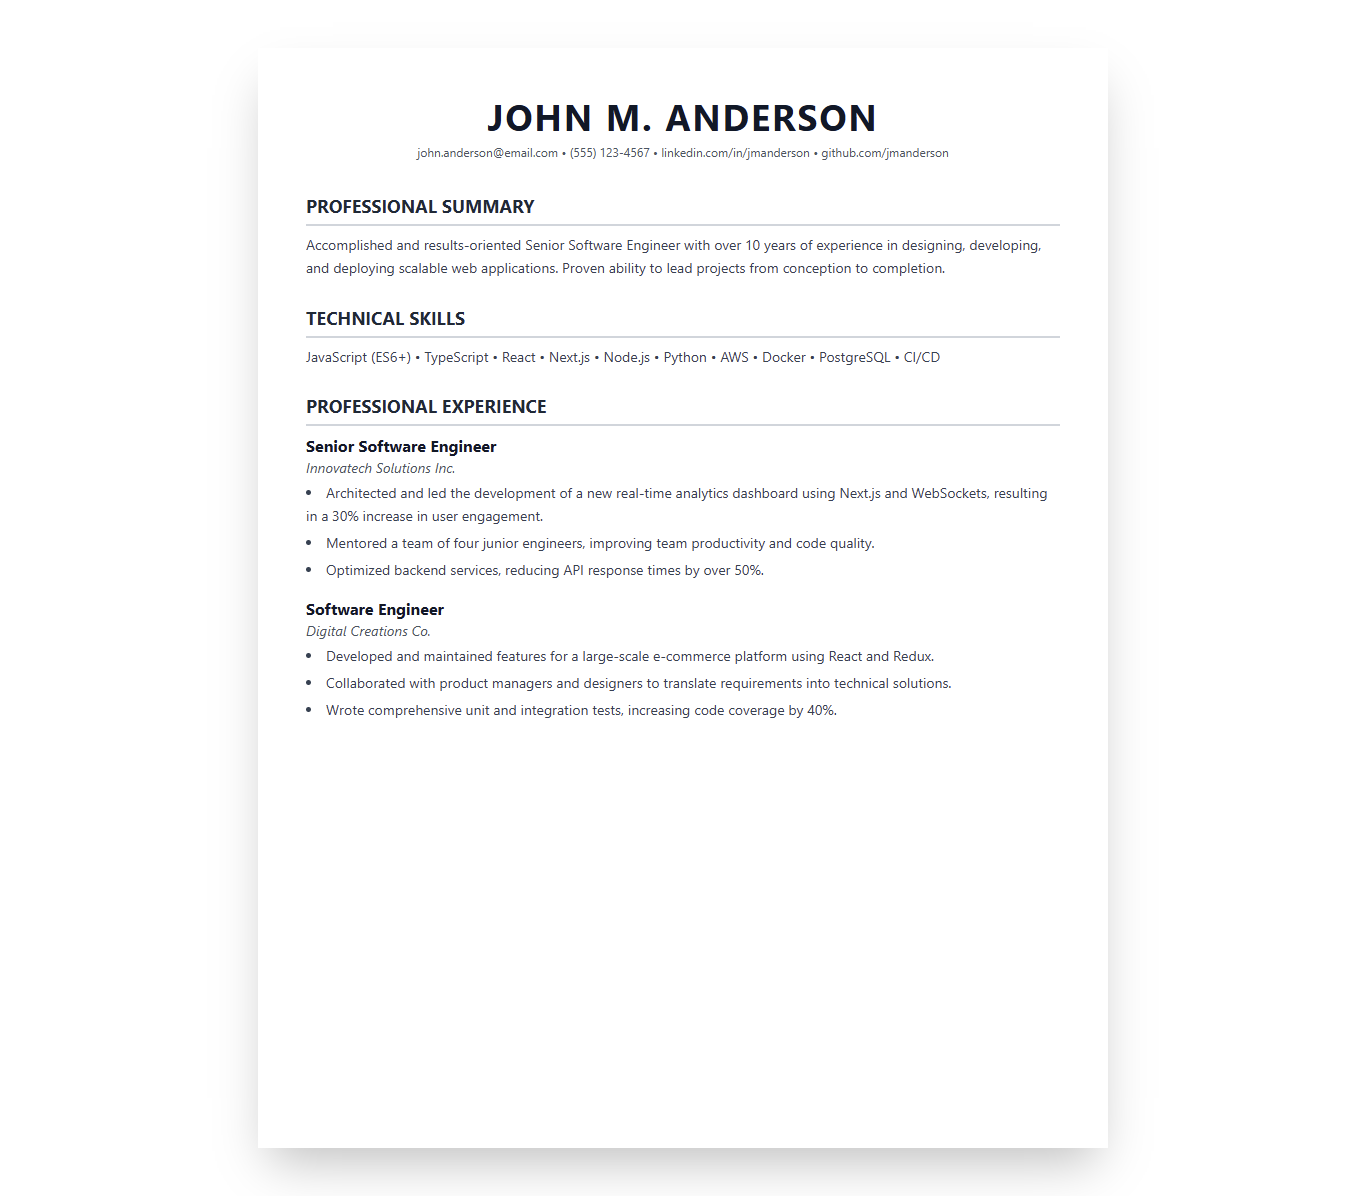 JOHN M. ANDERSON
john.anderson@email.com • (555) 123-4567 • linkedin.com/in/jmanderson • github.com/jmanderson
PROFESSIONAL SUMMARY
Accomplished and results-oriented Senior Software Engineer with over 10 years of experience in designing, developing,
and deploying scalable web applications. Proven ability to lead projects from conception to completion.
TECHNICAL SKILLS
JavaScript (ES6+) • TypeScript • React • Next.js • Node.js • Python • AWS • Docker • PostgreSQL • CI/CD
PROFESSIONAL EXPERIENCE
Senior Software Engineer
Innovatech Solutions Inc.
• Architected and led the development of a new real-time analytics dashboard using Next.js and WebSockets, resulting
in a 30% increase in user engagement.
• Mentored a team of four junior engineers, improving team productivity and code quality.
• Optimized backend services, reducing API response times by over 50%.
Software Engineer
Digital Creations Co.
• Developed and maintained features for a large-scale e-commerce platform using React and Redux.
• Collaborated with product managers and designers to translate requirements into technical solutions.
• Wrote comprehensive unit and integration tests, increasing code coverage by 40%.